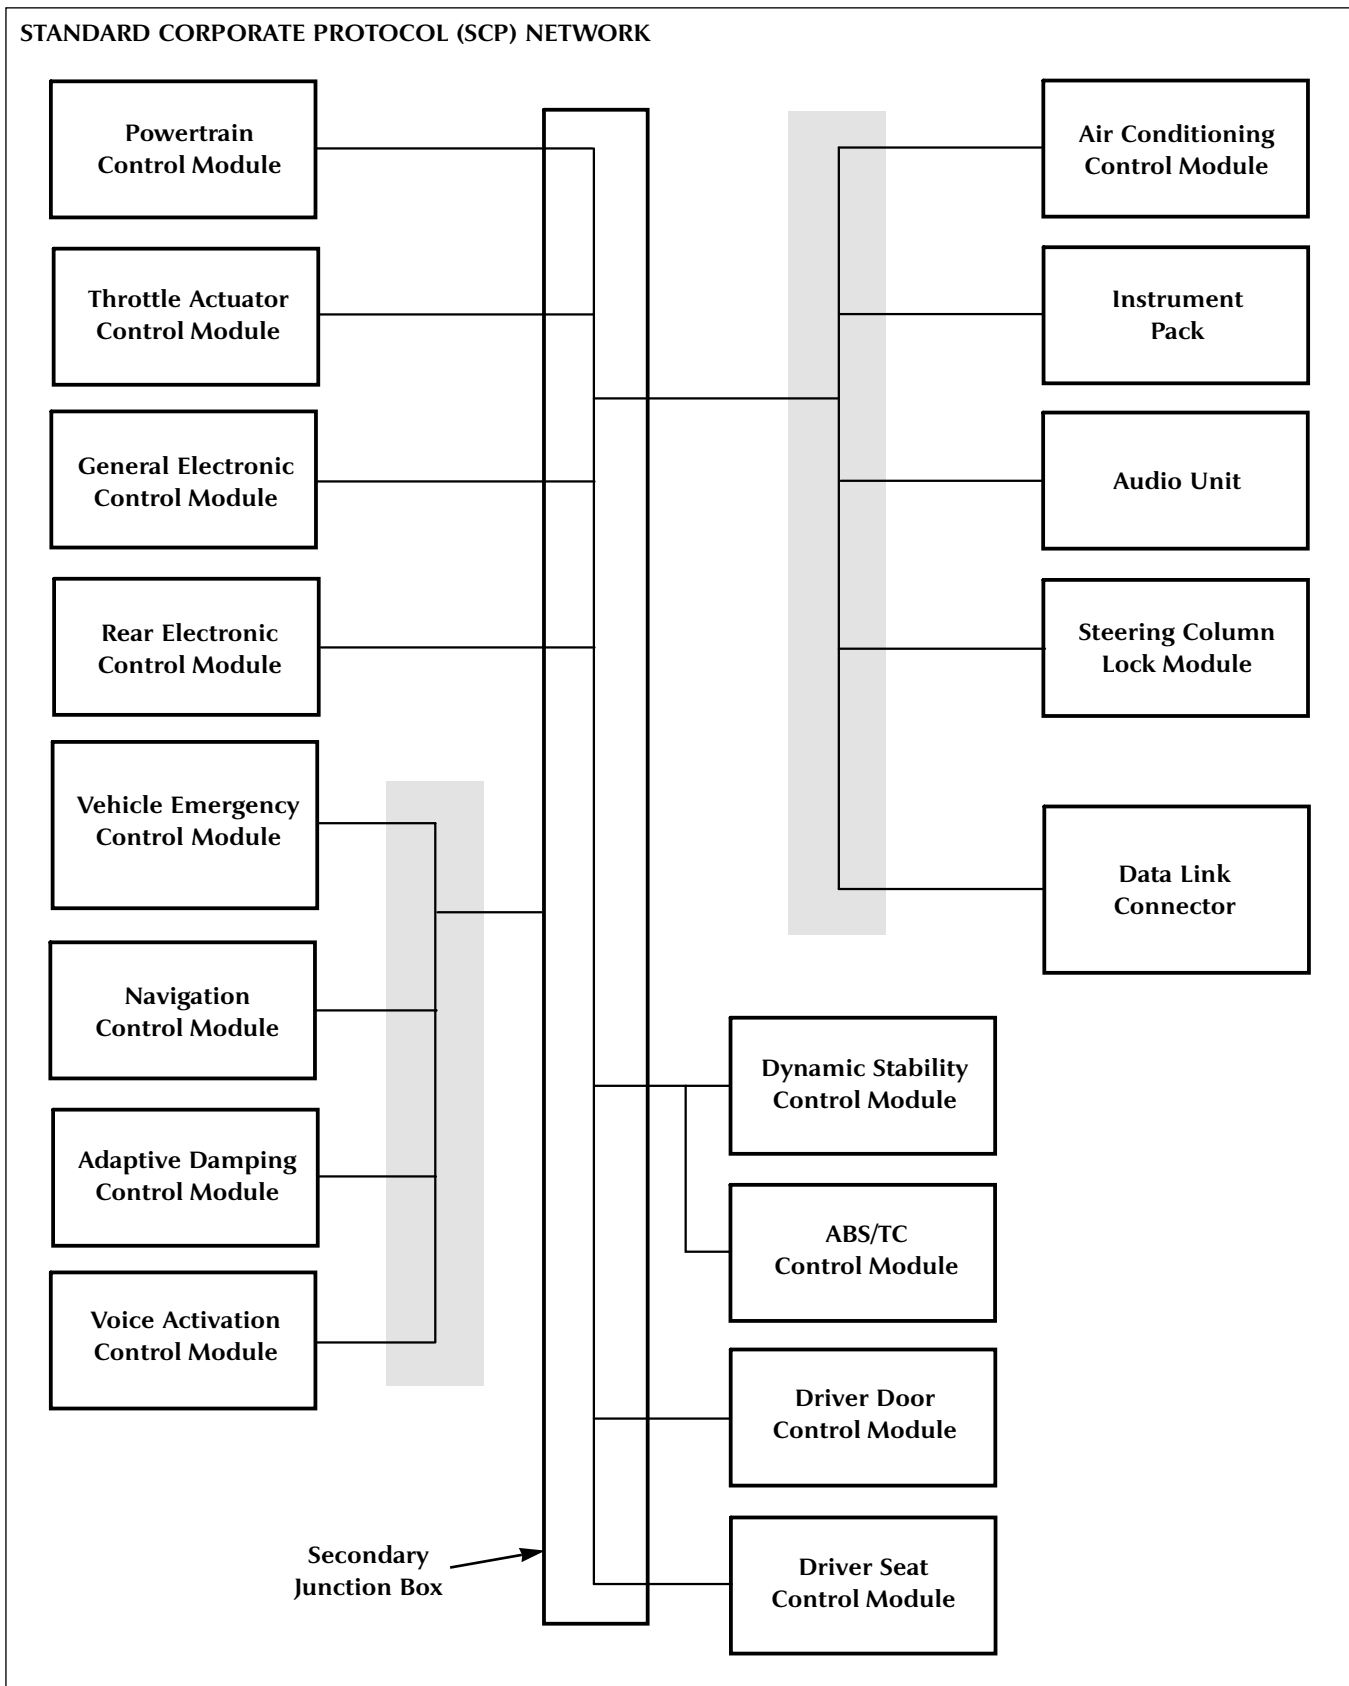 STANDARD CORPORATE PROTOCOL (SCP) NETWORK
Powertrain
Control Module
Throttle Actuator
Control Module
General Electronic
Control Module
Rear Electronic
Control Module
Vehicle Emergency
Control Module
Navigation
Control Module
Adaptive Damping
Control Module
Voice Activation
Control Module
Secondary
Junction Box
Air Conditioning
Control Module
Instrument
Pack
Audio Unit
Steering Column
Lock Module
Data Link
Connector
Dynamic Stability
Control Module
ABS/TC
Control Module
Driver Door
Control Module
Driver Seat
Control Module